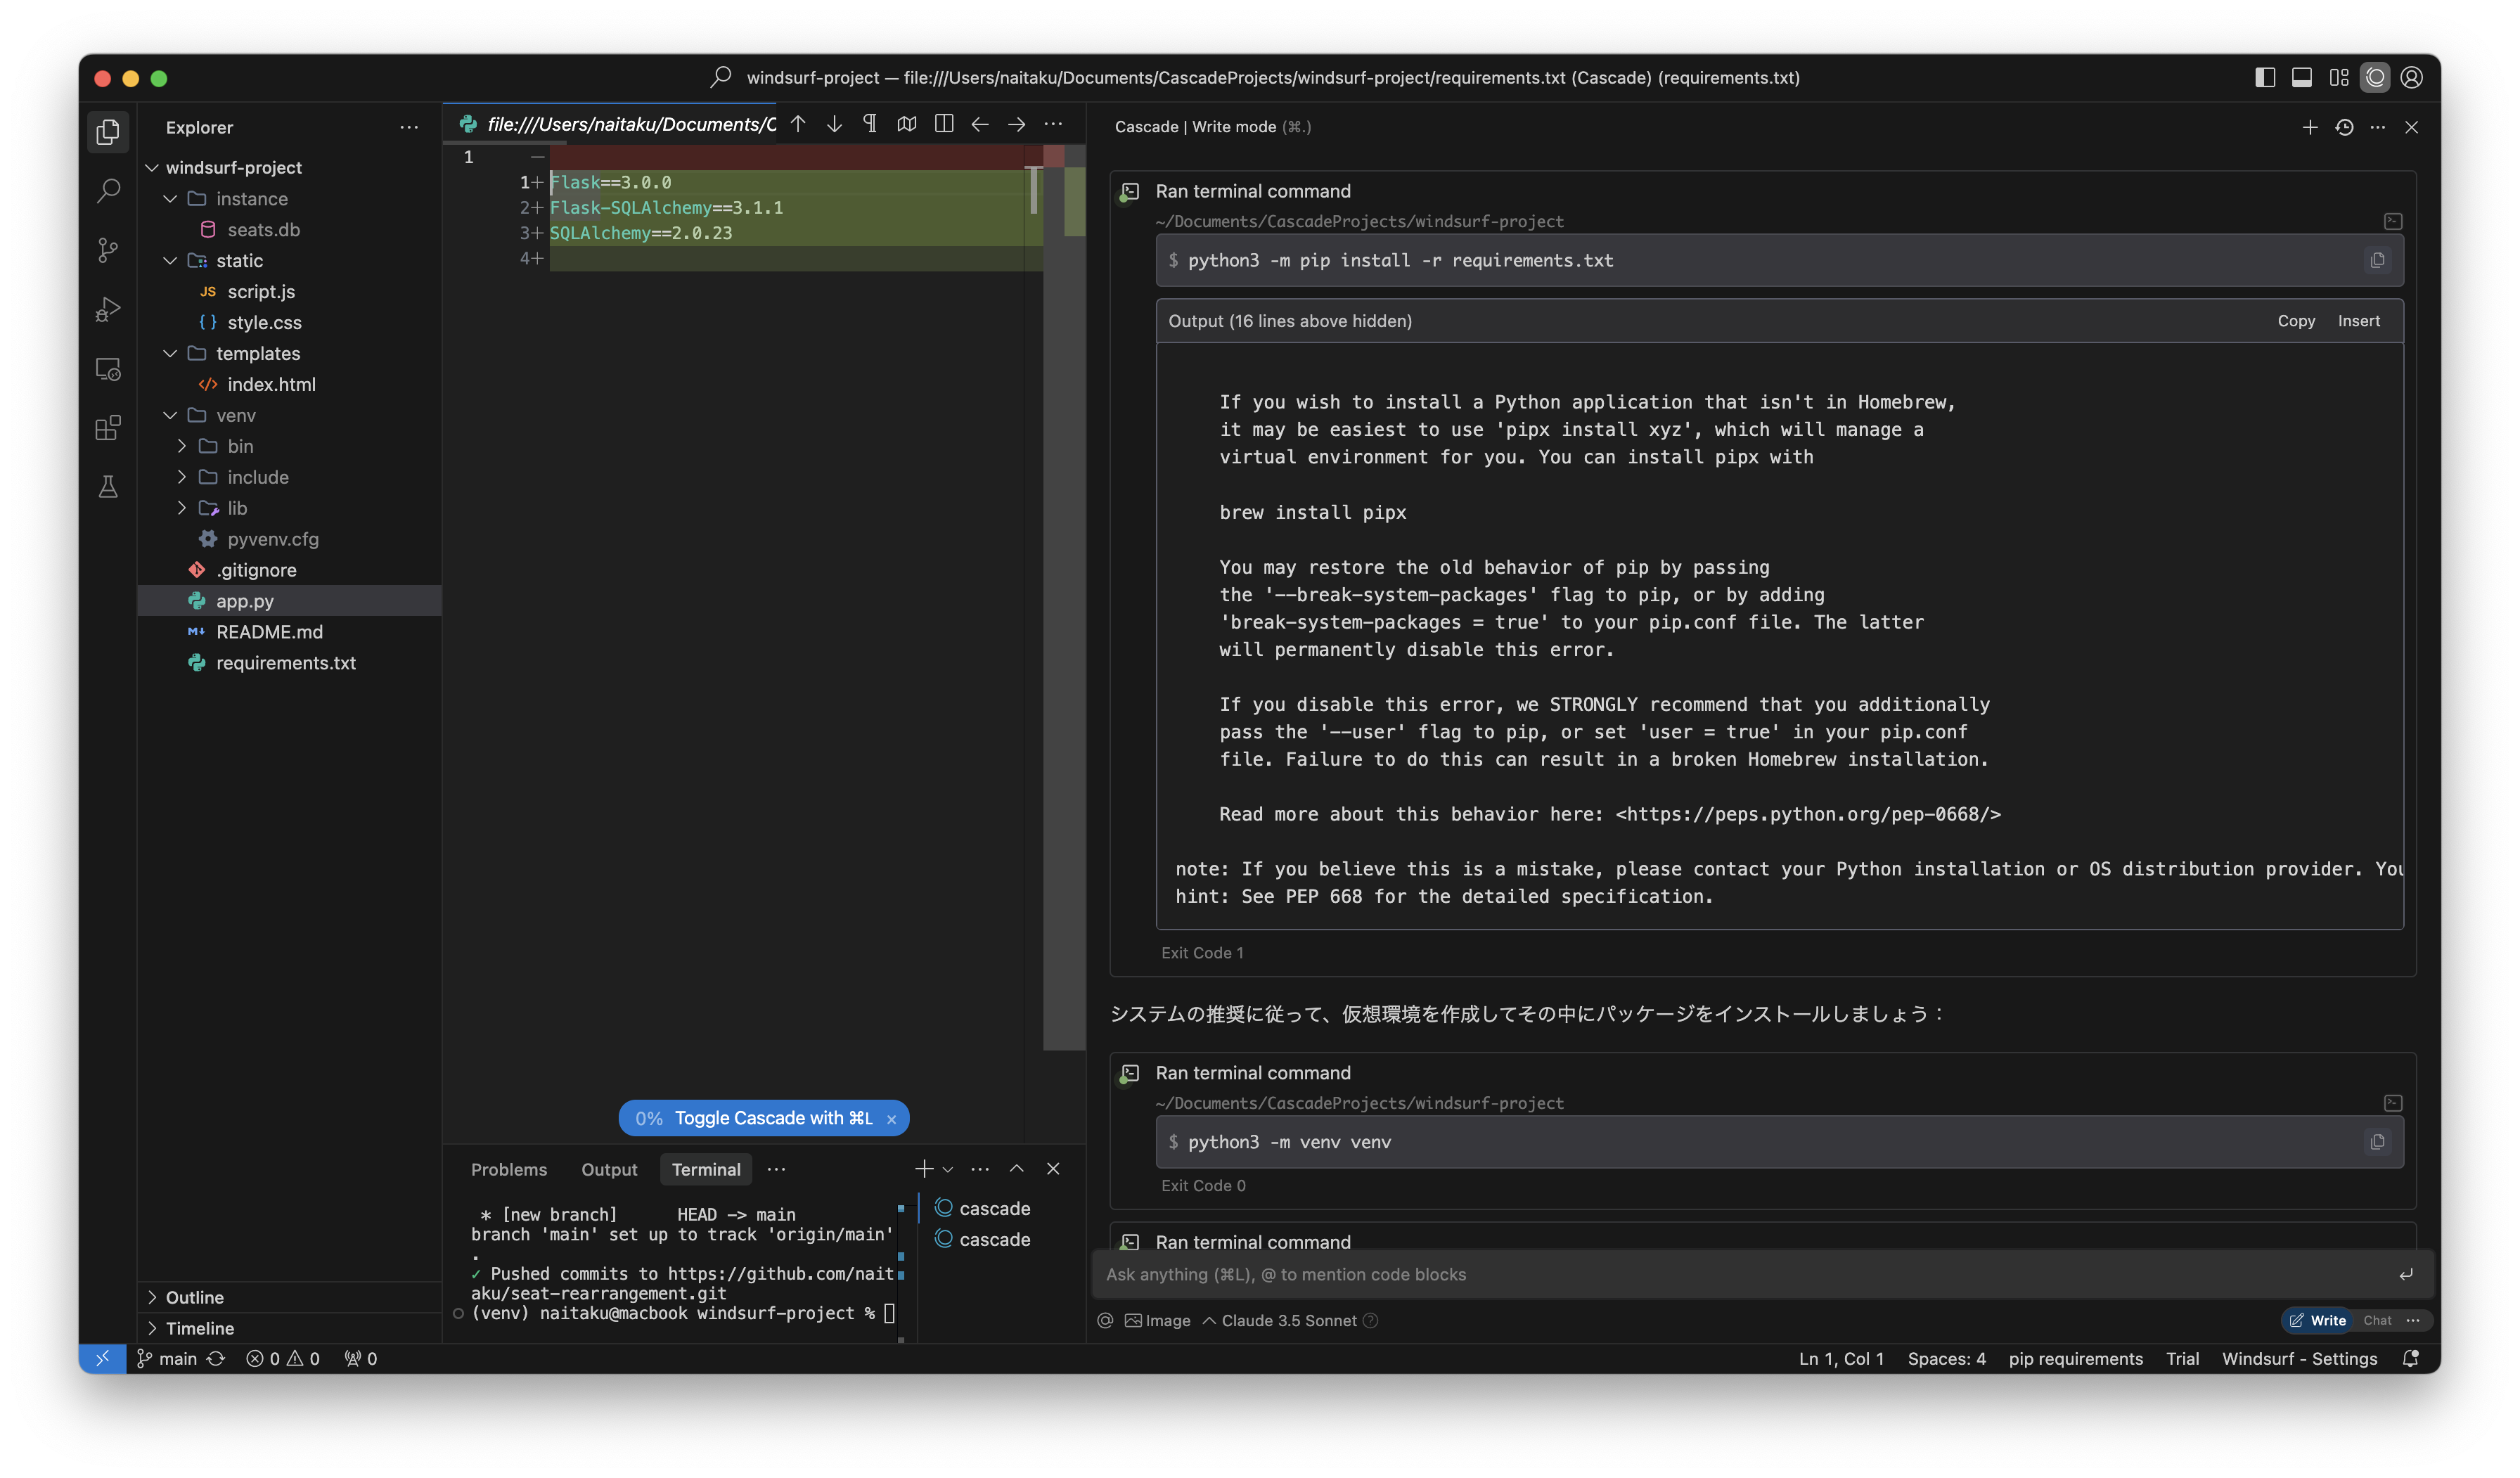 windsurf-project — file:///Users/naitaku/Documents/CascadeProjects/windsurf-project/requirements.txt (Cascade) (requirements.txt)
Explorer
windsurf-project
instance
seats.db
static
JS script.js
{ } style.css
templates
</> index.html
venv
bin
include
lib
pyvenv.cfg
.gitignore
app.py
README.md
requirements.txt
Outline
Timeline
file:///Users/naitaku/Documents/C
1 —
1+ Flask==3.0.0
2+ Flask-SQLAlchemy==3.1.1
3+ SQLAlchemy==2.0.23
4+
0% Toggle Cascade with ⌘L ×
Problems Output Terminal ···
* [new branch]      HEAD -> main
branch 'main' set up to track 'origin/main'
.
✓ Pushed commits to https://github.com/nait
aku/seat-rearrangement.git
(venv) naitaku@macbook windsurf-project %
cascade
cascade
Cascade | Write mode (⌘.)
Ran terminal command
~/Documents/CascadeProjects/windsurf-project
$ python3 -m pip install -r requirements.txt
Output (16 lines above hidden)
Copy Insert
If you wish to install a Python application that isn't in Homebrew,
it may be easiest to use 'pipx install xyz', which will manage a
virtual environment for you. You can install pipx with
brew install pipx
You may restore the old behavior of pip by passing
the '--break-system-packages' flag to pip, or by adding
'break-system-packages = true' to your pip.conf file. The latter
will permanently disable this error.
If you disable this error, we STRONGLY recommend that you additionally
pass the '--user' flag to pip, or set 'user = true' in your pip.conf
file. Failure to do this can result in a broken Homebrew installation.
Read more about this behavior here: <https://peps.python.org/pep-0668/>
note: If you believe this is a mistake, please contact your Python installation or OS distribution provider. You
hint: See PEP 668 for the detailed specification.
Exit Code 1
システムの推奨に従って、仮想環境を作成してその中にパッケージをインストールしましょう：
Ran terminal command
~/Documents/CascadeProjects/windsurf-project
$ python3 -m venv venv
Exit Code 0
Ran terminal command
Ask anything (⌘L), @ to mention code blocks
@ Image Claude 3.5 Sonnet
Write Chat ···
main 0 0 0
Ln 1, Col 1 Spaces: 4 pip requirements Trial Windsurf - Settings